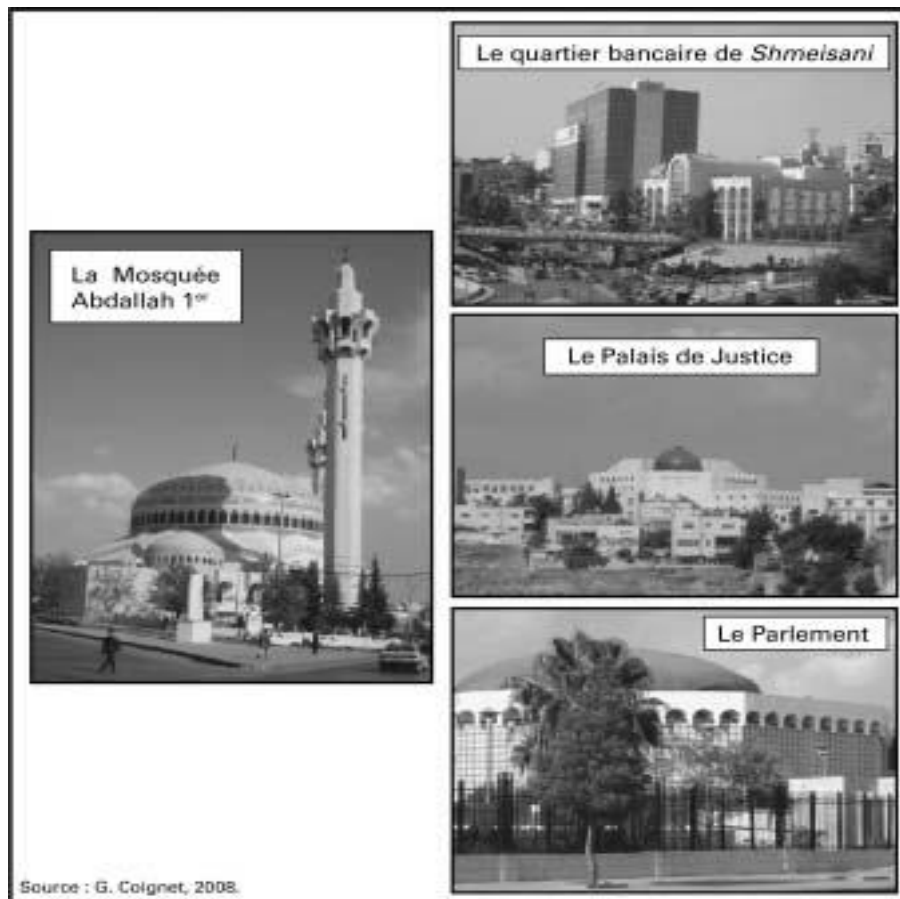 Le quartier bancaire de Shmeisani
La Mosquée
Abdallah 1er
Le Palais de Justice
Le Parlement
Source : G. Coignet, 2008.